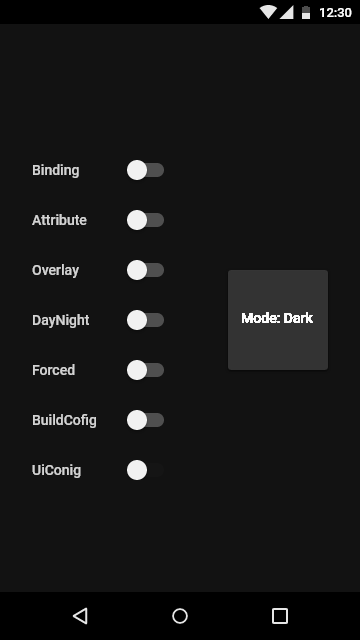 12:30
Binding
Attribute
Overlay
DayNight
Forced
BuildCofig
UiConig
Mode: Dark